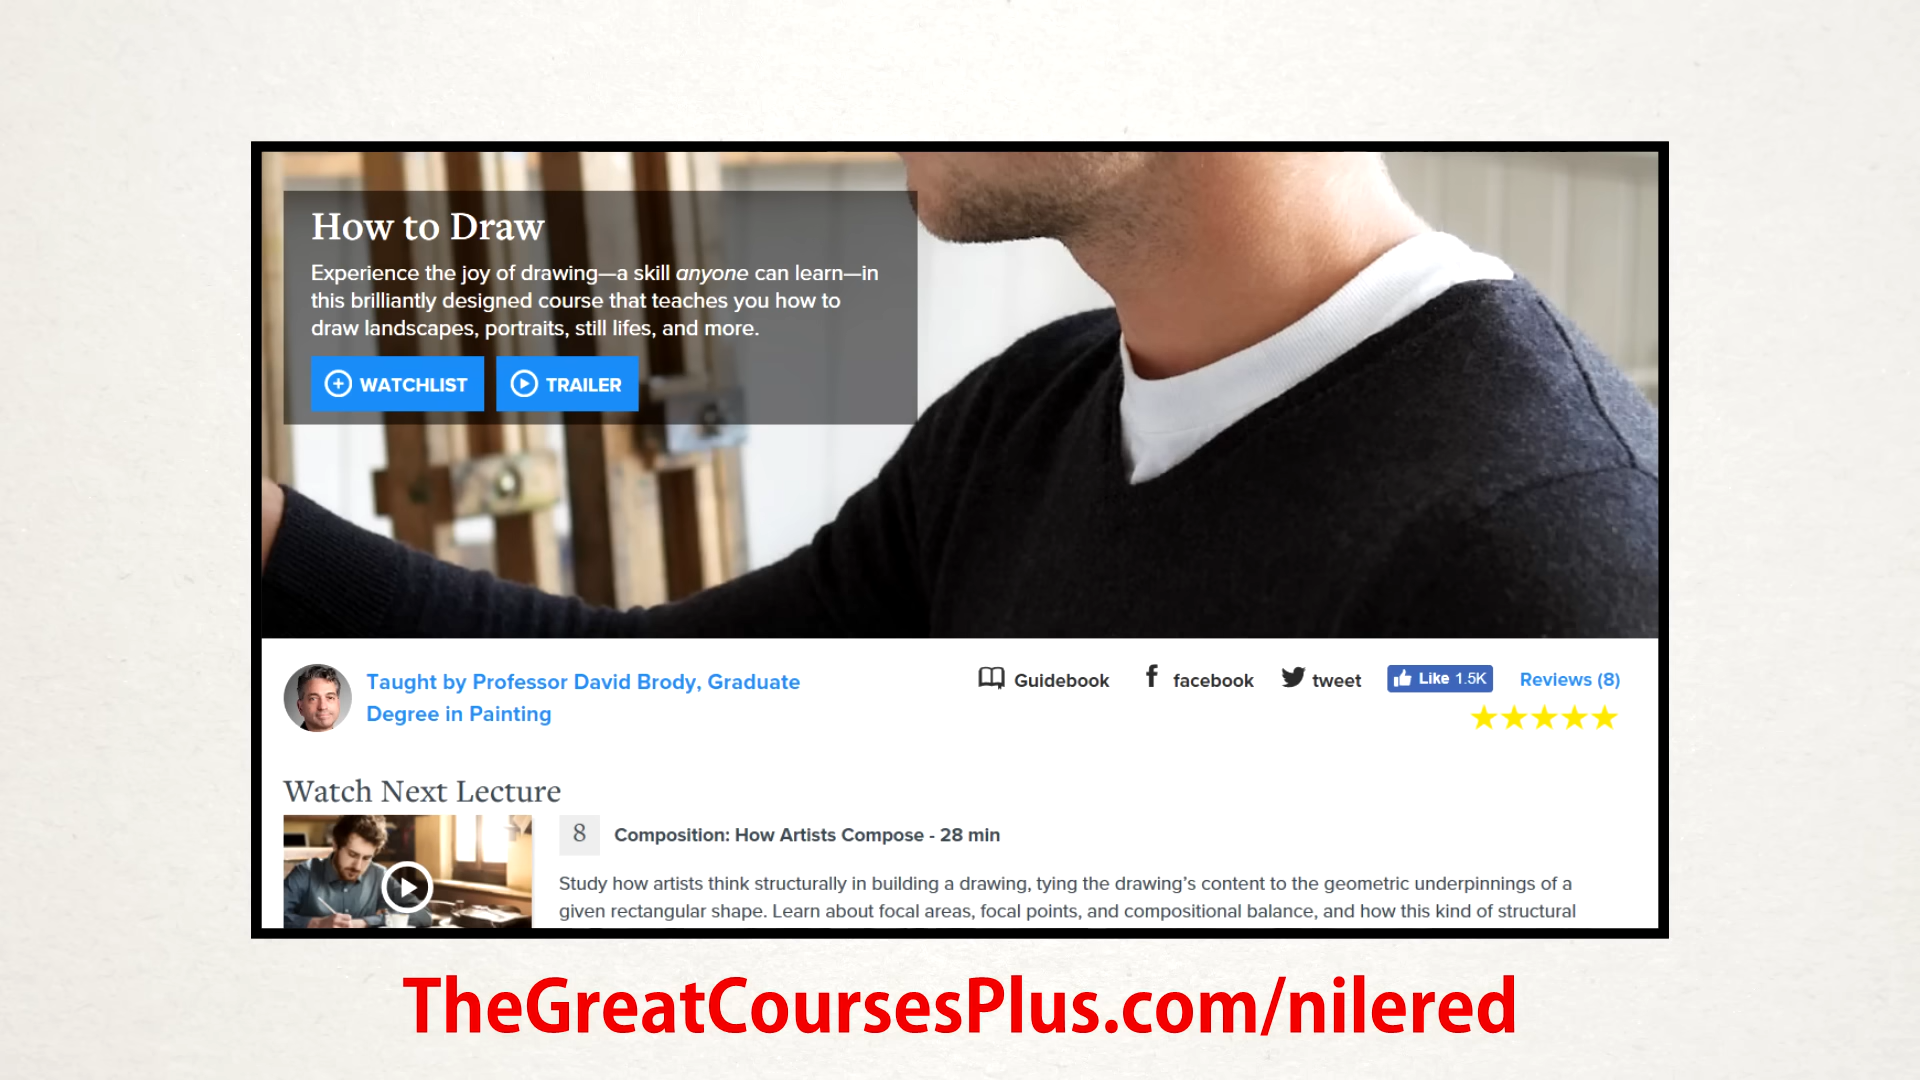 How to Draw
Experience the joy of drawing—a skill anyone can learn—in
this brilliantly designed course that teaches you how to
draw landscapes, portraits, still lifes, and more.
WATCHLIST TRAILER
Taught by Professor David Brody, Graduate
Degree in Painting
Guidebook facebook tweet Like 1.5K Reviews (8)
Watch Next Lecture
8 Composition: How Artists Compose - 28 min
Study how artists think structurally in building a drawing, tying the drawing's content to the geometric underpinnings of a
given rectangular shape. Learn about focal areas, focal points, and compositional balance, and how this kind of structural
TheGreatCoursesPlus.com/nilered